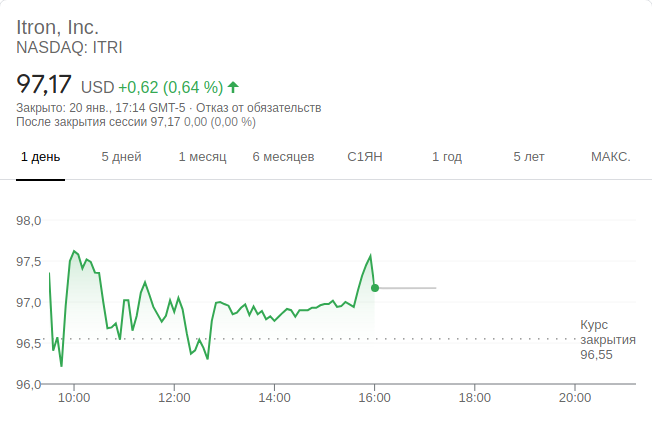 Itron, Inc.
NASDAQ: ITRI
97,17 USD +0,62 (0,64 %)
Закрыто: 20 янв., 17:14 GMT-5 · Отказ от обязательств
После закрытия сессии 97,17 0,00 (0,00 %)
1 день 5 дней 1 месяц 6 месяцев С1ЯН 1 год 5 лет МАКС.
98,0
97,5
97,0
96,5
96,0
Курс
закрытия
96,55
10:00 12:00 14:00 16:00 18:00 20:00